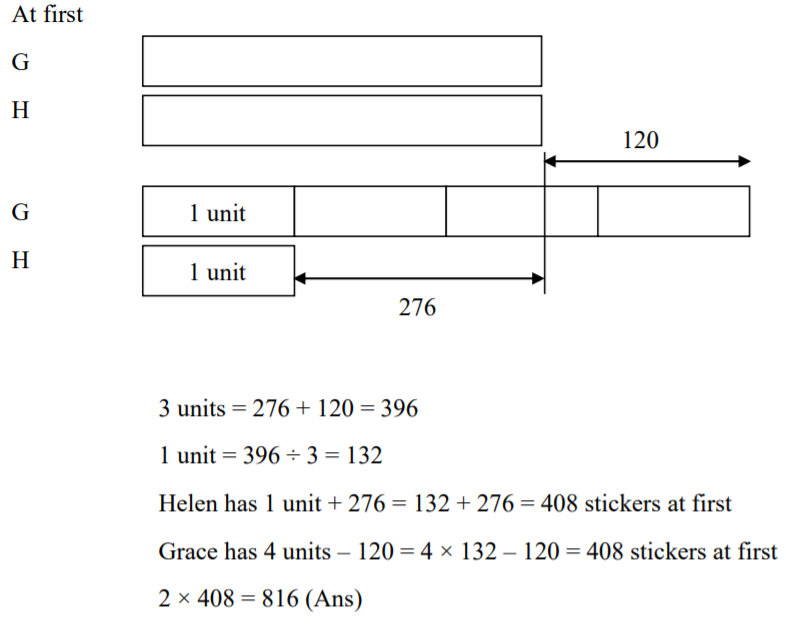 At first
G
H
120
G 1 unit
H 1 unit
276
3 units = 276 + 120 = 396
1 unit = 396 ÷ 3 = 132
Helen has 1 unit + 276 = 132 + 276 = 408 stickers at first
Grace has 4 units – 120 = 4 × 132 – 120 = 408 stickers at first
2 × 408 = 816 (Ans)